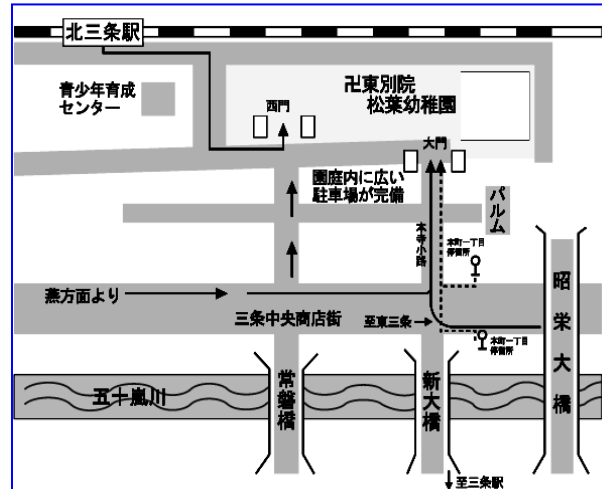 北三条駅
青少年育成
センター
卍東別院
松葉幼稚園
西門
大門
園庭内に広い
駐車場が完備
パルム
本寺小路
本町一丁目
停留所
昭栄大橋
燕方面より
三条中央商店街
至東三条
本町一丁目
停留所
五十嵐川
常磐橋
新大橋
至三条駅